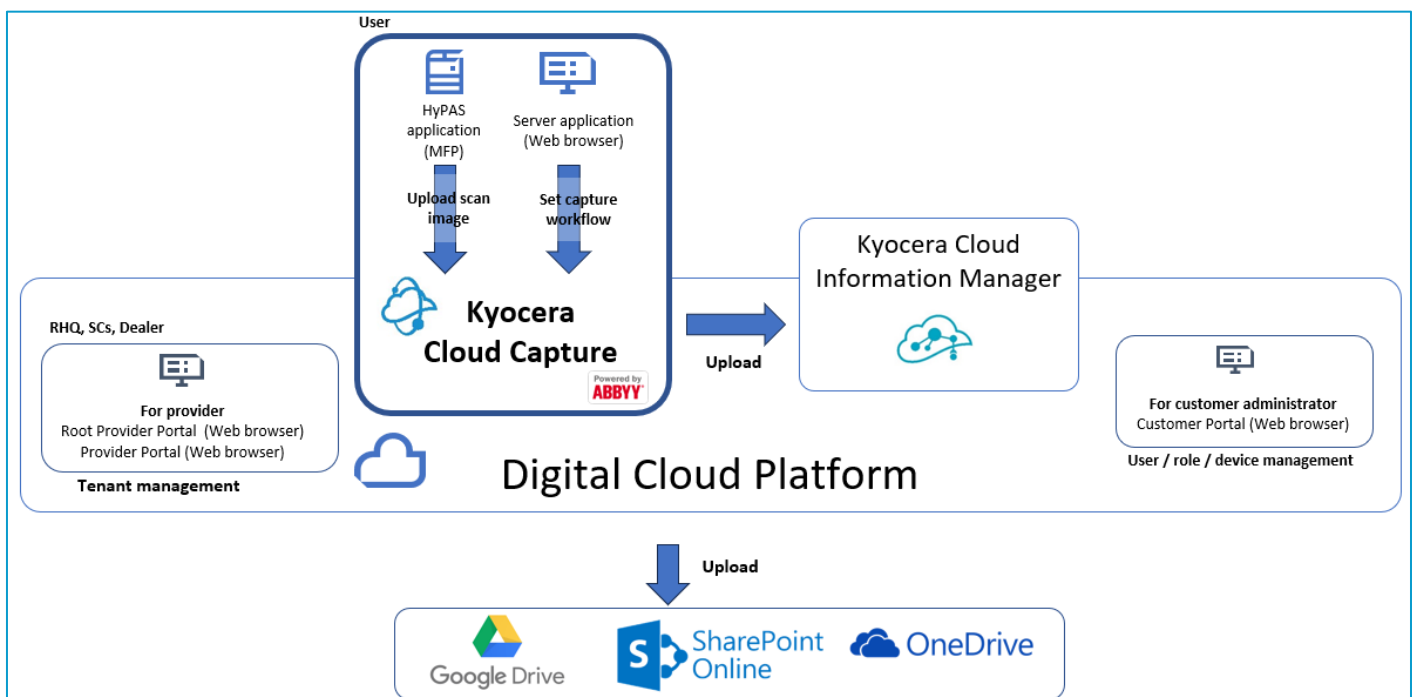 User
HyPAS
application
(MFP)
Server application
(Web browser)
Upload scan
image
Set capture
workflow
Kyocera
Cloud Capture
Powered by
ABBYY
Upload
Kyocera Cloud
Information Manager
RHQ, SCs, Dealer
For provider
Root Provider Portal (Web browser)
Provider Portal (Web browser)
Tenant management
For customer administrator
Customer Portal (Web browser)
User / role / device management
Digital Cloud Platform
Upload
Google Drive
S
SharePoint
Online
OneDrive